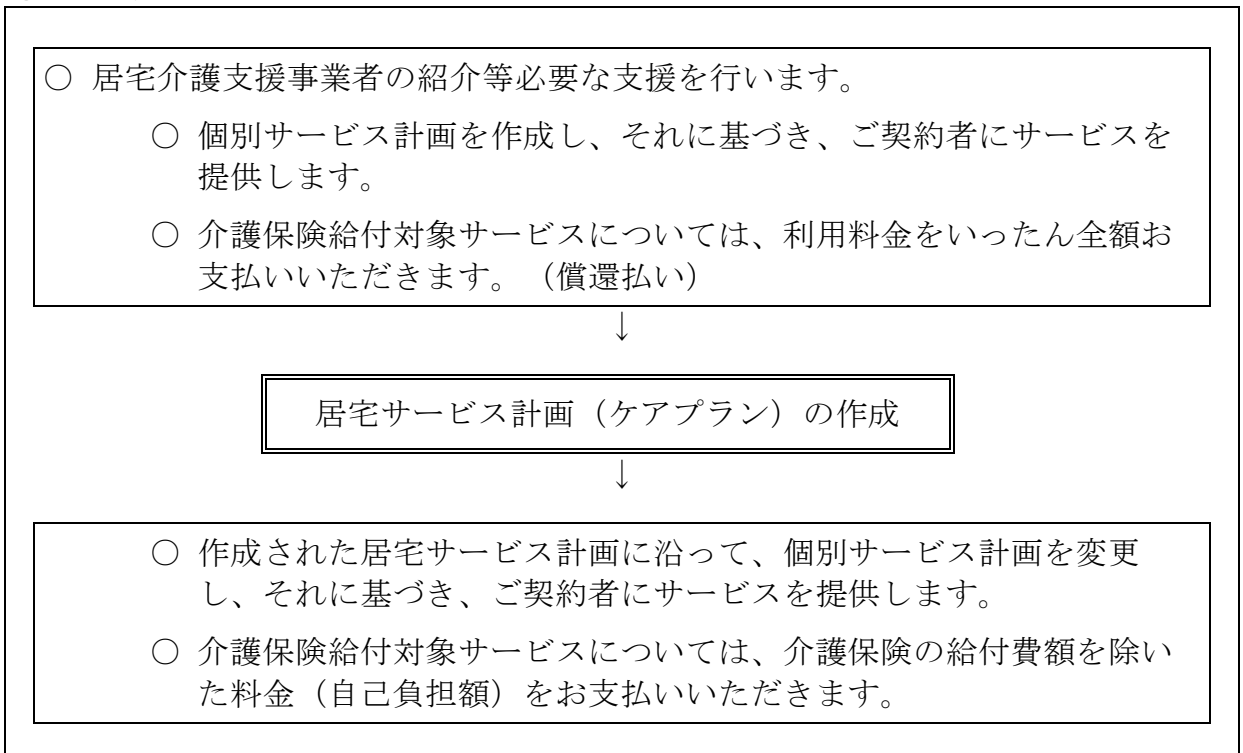 ○ 居宅介護支援事業者の紹介等必要な支援を行います。
○ 個別サービス計画を作成し、それに基づき、ご契約者にサービスを
提供します。
○ 介護保険給付対象サービスについては、利用料金をいったん全額お
支払いいただきます。（償還払い）
↓
居宅サービス計画（ケアプラン）の作成
↓
○ 作成された居宅サービス計画に沿って、個別サービス計画を変更
し、それに基づき、ご契約者にサービスを提供します。
○ 介護保険給付対象サービスについては、介護保険の給付費額を除い
た料金（自己負担額）をお支払いいただきます。